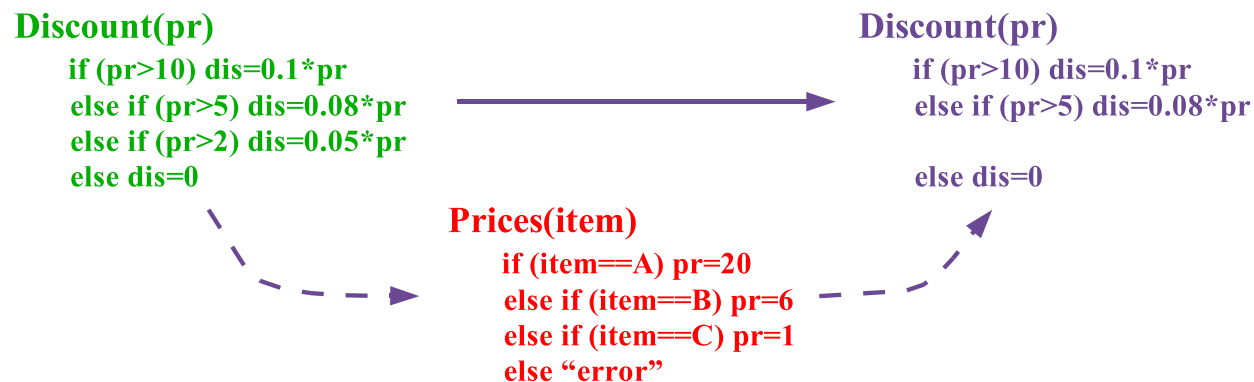 Discount(pr)
if (pr>10) dis=0.1*pr
else if (pr>5) dis=0.08*pr
else if (pr>2) dis=0.05*pr
else dis=0
Prices(item)
if (item==A) pr=20
else if (item==B) pr=6
else if (item==C) pr=1
else “error”
Discount(pr)
if (pr>10) dis=0.1*pr
else if (pr>5) dis=0.08*pr
else dis=0